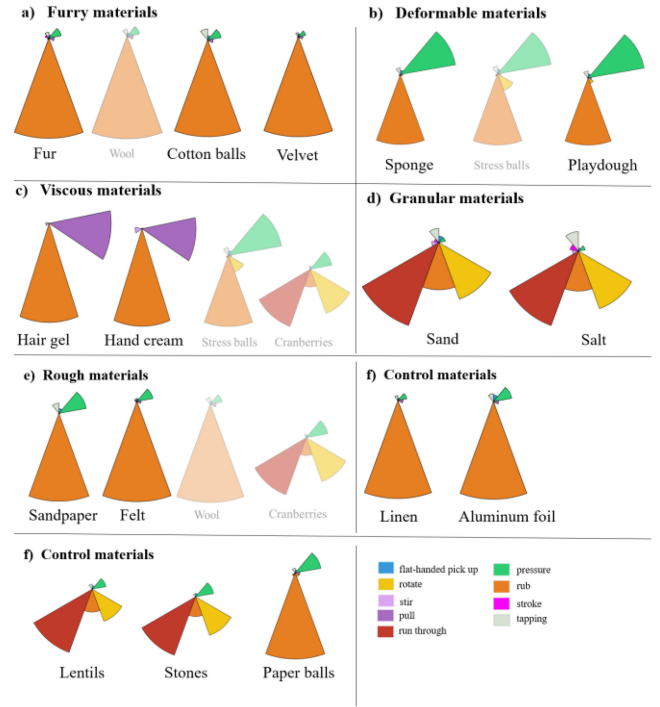 a) Furry materials
Fur
Wool
Cotton balls
Velvet
b) Deformable materials
Sponge
Stress balls
Playdough
c) Viscous materials
Hair gel
Hand cream
Stress balls
Cranberries
d) Granular materials
Sand
Salt
e) Rough materials
Sandpaper
Felt
Wool
Cranberries
f) Control materials
Linen
Aluminum foil
f) Control materials
Lentils
Stones
Paper balls
flat-handed pick up
rotate
stir
pull
run through
pressure
rub
stroke
tapping